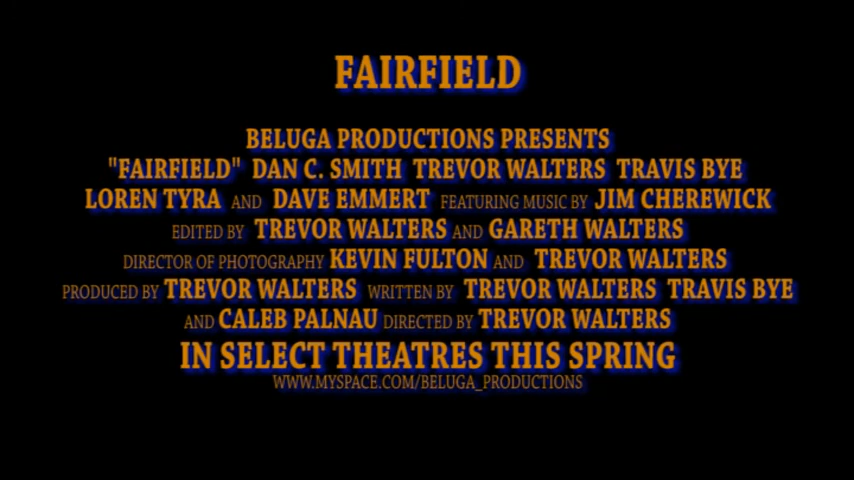 FAIRFIELD
BELUGA PRODUCTIONS PRESENTS
"FAIRFIELD" DAN C. SMITH TREVOR WALTERS TRAVIS BYE
LOREN TYRA AND DAVE EMMERT FEATURING MUSIC BY JIM CHEREWICK
EDITED BY TREVOR WALTERS AND GARETH WALTERS
DIRECTOR OF PHOTOGRAPHY KEVIN FULTON AND TREVOR WALTERS
PRODUCED BY TREVOR WALTERS WRITTEN BY TREVOR WALTERS TRAVIS BYE
AND CALEB PALNAU DIRECTED BY TREVOR WALTERS
IN SELECT THEATRES THIS SPRING
WWW.MYSPACE.COM/BELUGA_PRODUCTIONS